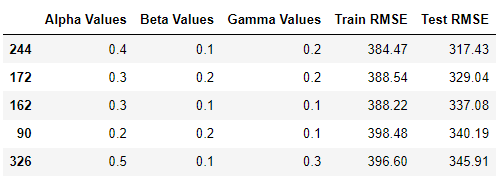 Alpha Values Beta Values Gamma Values Train RMSE Test RMSE
244 0.4 0.1 0.2 384.47 317.43
172 0.3 0.2 0.2 388.54 329.04
162 0.3 0.1 0.1 388.22 337.08
90 0.2 0.2 0.1 398.48 340.19
326 0.5 0.1 0.3 396.60 345.91